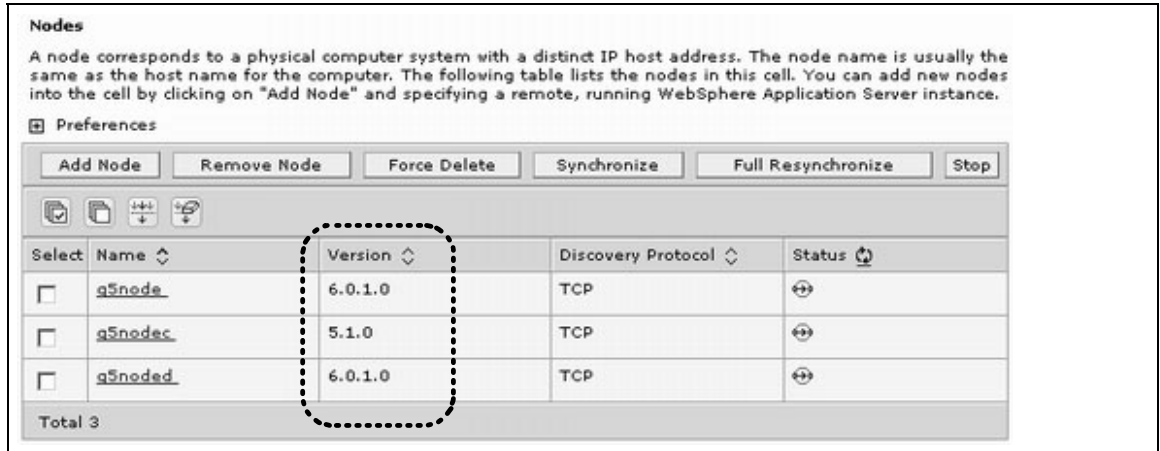 Nodes
A node corresponds to a physical computer system with a distinct IP host address. The node name is usually the
same as the host name for the computer. The following table lists the nodes in this cell. You can add new nodes
into the cell by clicking on "Add Node" and specifying a remote, running WebSphere Application Server instance.
Preferences
Add Node Remove Node Force Delete Synchronize Full Resynchronize Stop
Select Name Version Discovery Protocol Status
g5node 6.0.1.0 TCP
g5nodec 5.1.0 TCP
g5noded 6.0.1.0 TCP
Total 3